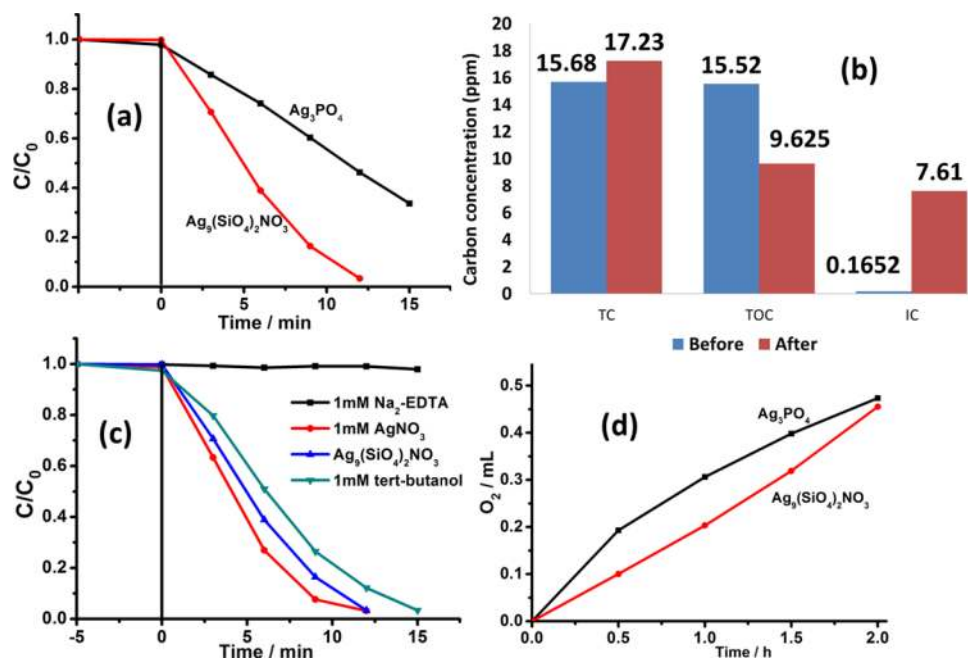 (a)
1.0
0.8
0.6
0.4
0.2
0.0
C/C₀
Ag₃PO₄
Ag₉(SiO₄)₂NO₃
0 5 10 15
Time / min
(b)
20
18
16
14
12
10
8
6
4
2
0
Carbon concentration (ppm)
15.68 17.23
15.52 9.625
0.1652 7.61
TC TOC IC
Before After
(c)
1.0
0.8
0.6
0.4
0.2
0.0
C/C₀
1mM Na₂-EDTA
1mM AgNO₃
Ag₉(SiO₄)₂NO₃
1mM tert-butanol
-5 0 5 10 15
Time / min
(d)
0.5
0.4
0.3
0.2
0.1
0.0
O₂ / mL
Ag₃PO₄
Ag₉(SiO₄)₂NO₃
0.0 0.5 1.0 1.5 2.0
Time / h